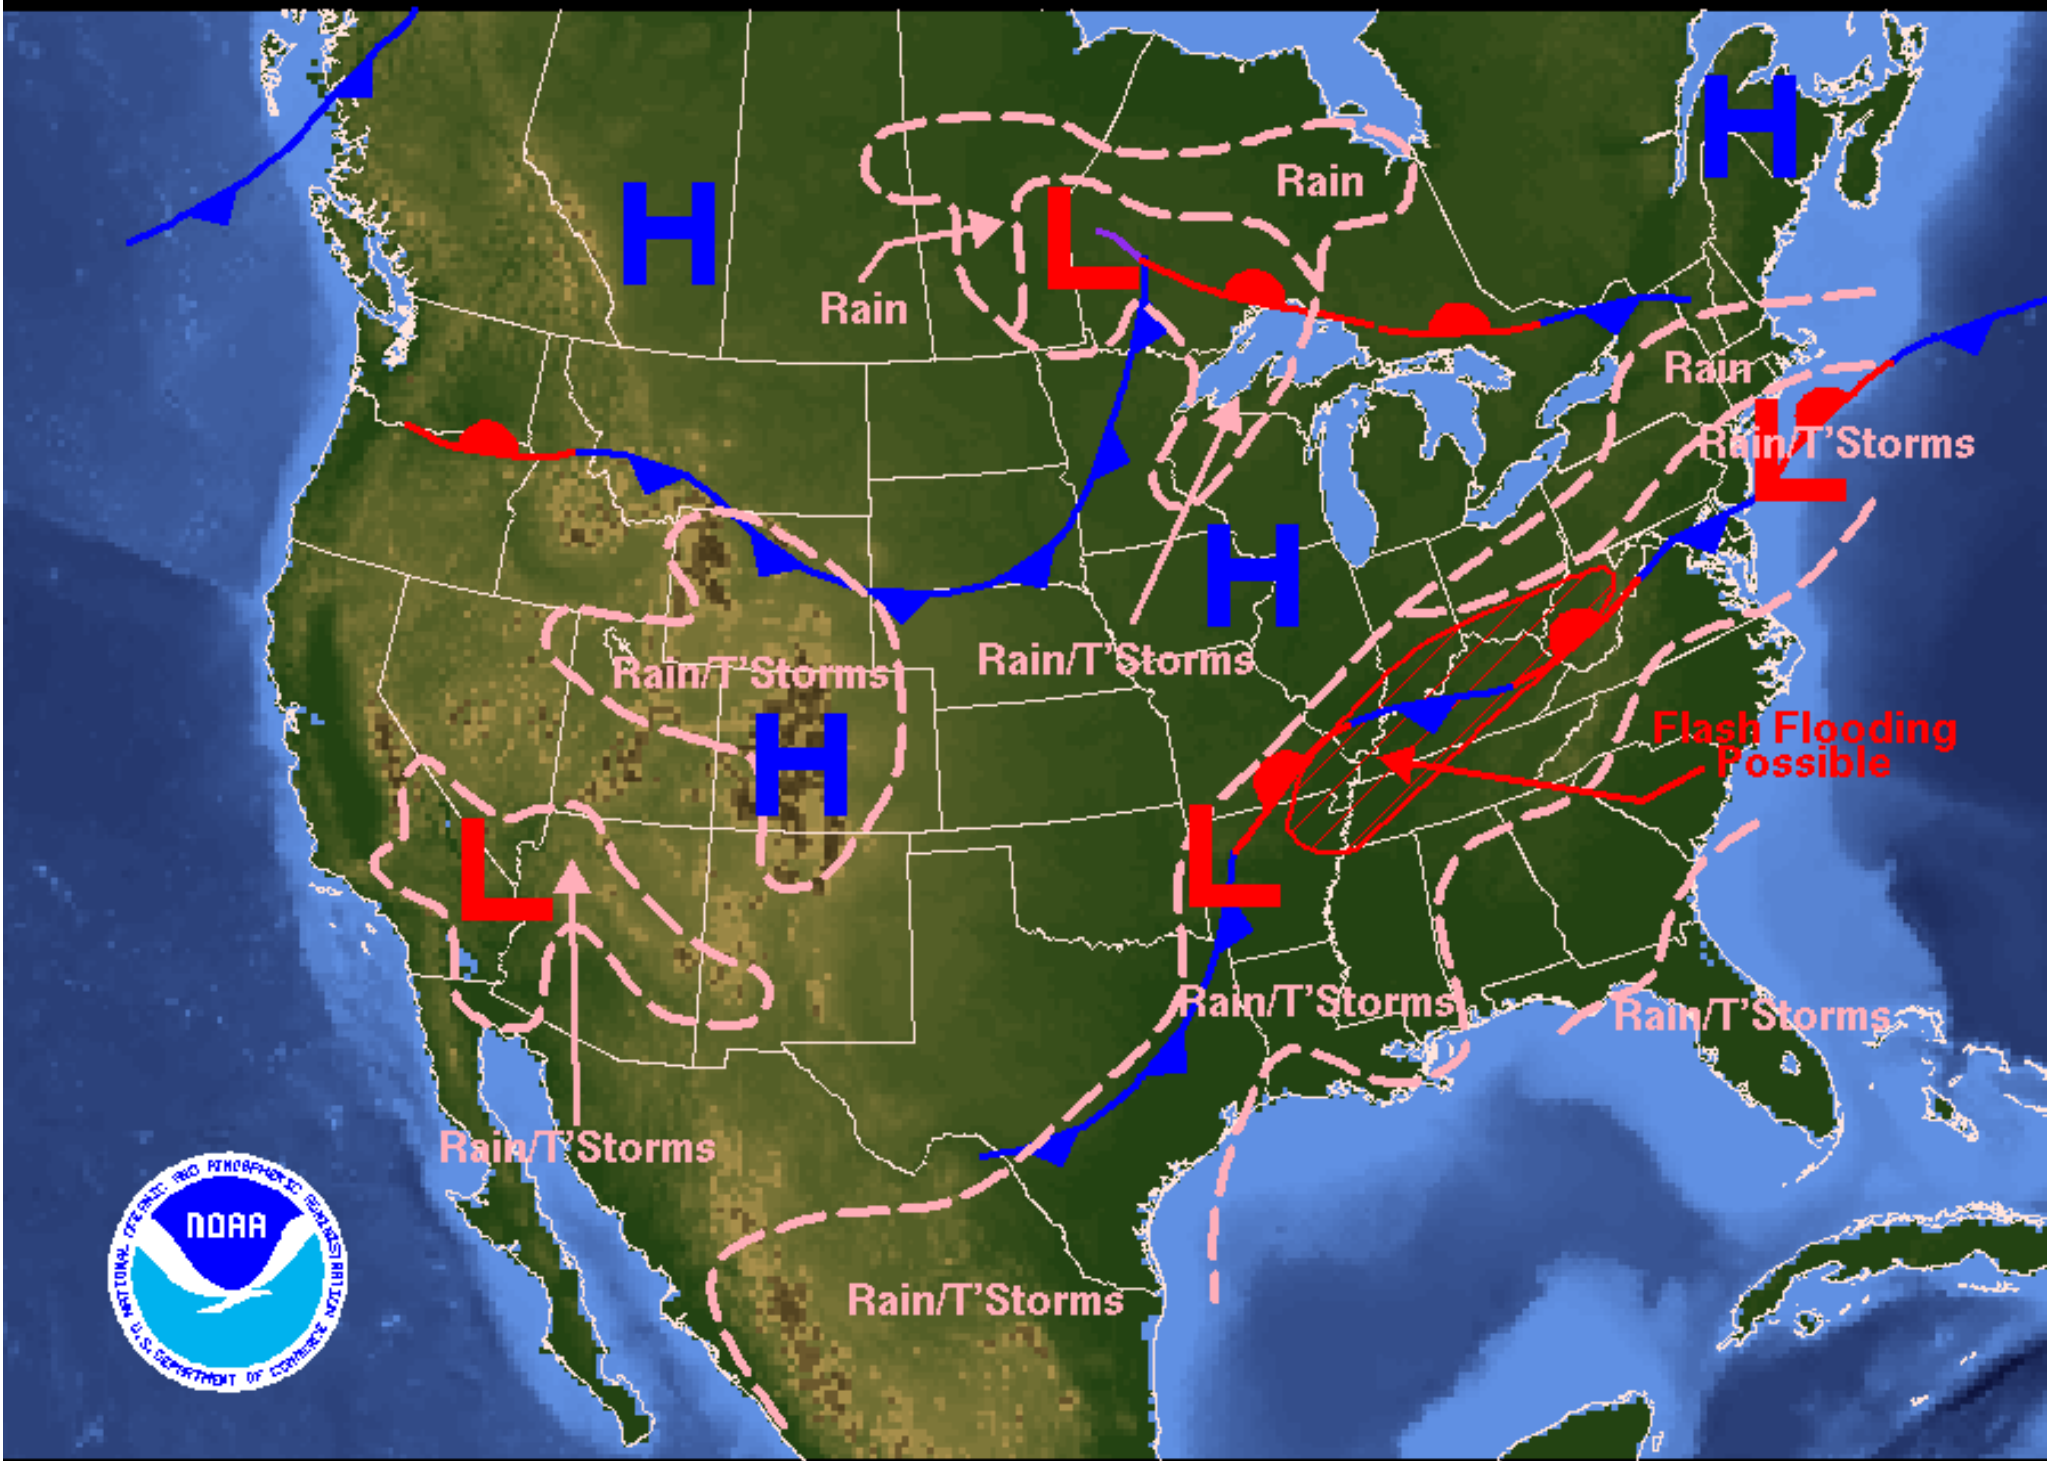 H
H
Rain
L
Rain
Rain
L
Rain/T'Storms
H
Rain/T'Storms
Rain/T'Storms
H
Flash Flooding
Possible
L
L
Rain/T'Storms
Rain/T'Storms
Rain/T'Storms
NOAA
NATIONAL OCEANIC AND ATMOSPHERIC ADMINISTRATION
U.S. DEPARTMENT OF COMMERCE
Rain/T'Storms